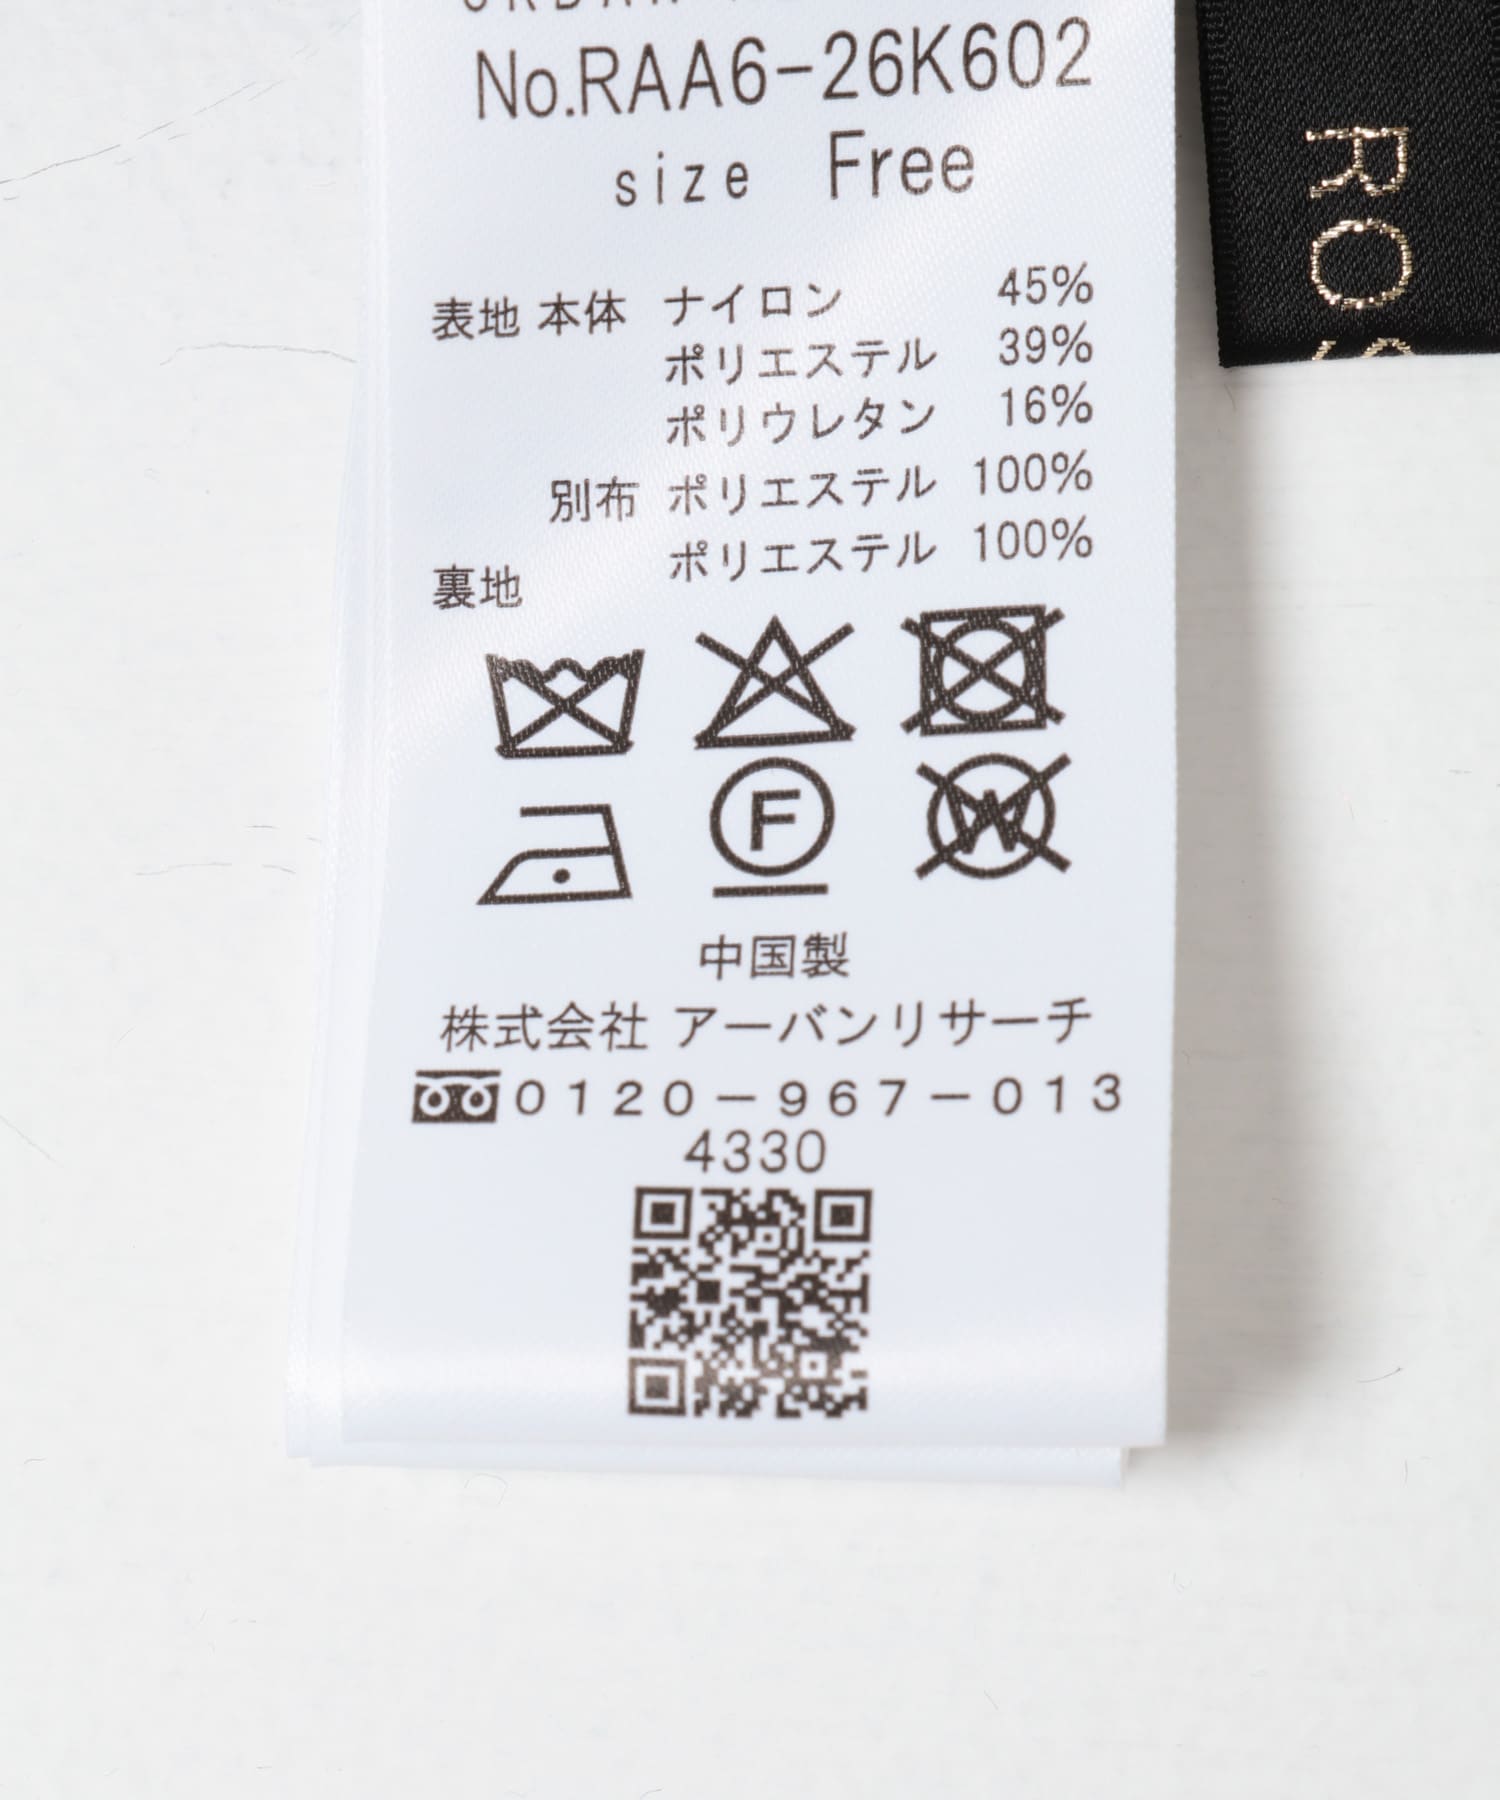 No.RAA6-26K602
size Free
表地 本体 ナイロン 45%
ポリエステル 39%
ポリウレタン 16%
別布 ポリエステル 100%
裏地 ポリエステル 100%
F
W
中国製
株式会社 アーバンリサーチ
0120-967-013
4330
RO